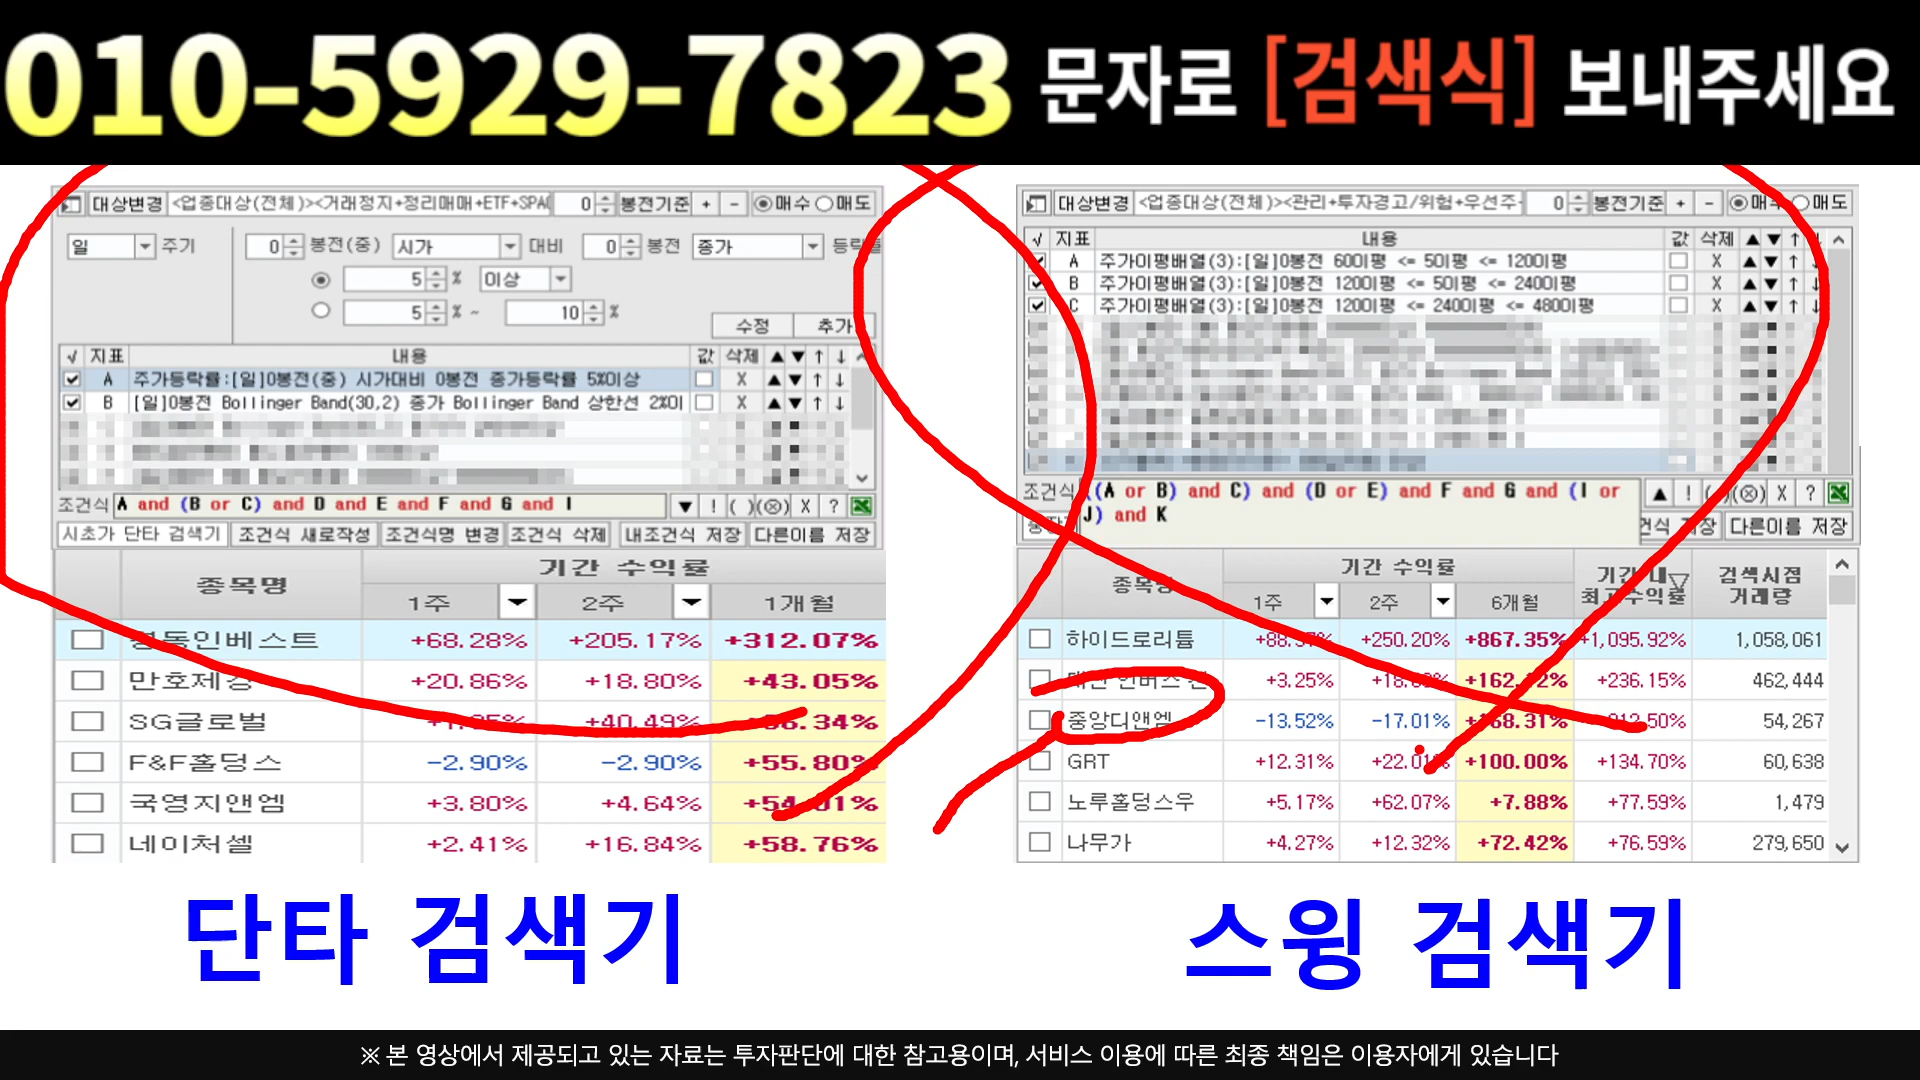 010-5929-7823 문자로 [검색식] 보내주세요
대상변경 <업종대상(전체)><거래정지+정리매매+ETF+SPAC 0 봉전기준 + - 매수 매도
일 주기 0 봉전(중) 시가 대비 0 봉전 종가
5 % 이상
5 % ~ 10 %
수정 추가
√ 지표 내용 값 삭제 ▲ ▼ ↑ ↓
A 주가등락률:[일]0봉전(중) 시가대비 0봉전 종가등락률 5%이상 X ▲ ▼ ↑ ↓
B [일]0봉전 Bollinger Band(30,2) 종가 Bollinger Band 상한선 2%이 X ▲ ▼ ↑ ↓
조건식 A and (B or C) and D and E and F and G and I ▼ ! ( ) (⊗) X ?
시초가 단타 검색기 조건식 새로작성 조건식명 변경 조건식 삭제 내조건식 저장 다른이름 저장
종목명 기간 수익률
1주 2주 1개월
+68.28% +205.17% +312.07%
만호제강 +20.86% +18.80% +43.05%
SG글로벌 +40.49%
F&F홀딩스 -2.90% -2.90% +55.80%
국영지앤엠 +3.80% +4.64% +54.01%
네이처셀 +2.41% +16.84% +58.76%
단타 검색기
대상변경 <업종대상(전체)><관리+투자경고/위험+우선주+ 0 봉전기준 + - 매수 매도
√ 지표 내용 값 삭제 ▲ ▼ ↑ ↓
A 주가이평배열(3):[일]0봉전 60이평 <= 5이평 <= 120이평 X ▲ ▼ ↑ ↓
B 주가이평배열(3):[일]0봉전 120이평 <= 5이평 <= 240이평 X ▲ ▼ ↑ ↓
C 주가이평배열(3):[일]0봉전 120이평 <= 240이평 <= 480이평 X ▲ ▼ ↑ ↓
조건식 ((A or B) and C) and (D or E) and F and G and (I or ▲ ! ( ) (⊗) X ?
J) and K
저장 다른이름 저장
종목명 기간 수익률 기간 내 최고수익률 검색시점 거래량
1주 2주 6개월
하이드로리튬 +250.20% +867.35% +1,095.92% 1,058,061
+3.25% +236.15% 462,444
중앙디앤엠 -13.52% -17.01% 54,267
GRT +12.31% +22.01% +100.00% +134.70% 60,638
노루홀딩스우 +5.17% +62.07% +7.88% +77.59% 1,479
나무가 +4.27% +12.32% +72.42% +76.59% 279,650
스윙 검색기
※ 본 영상에서 제공되고 있는 자료는 투자판단에 대한 참고용이며, 서비스 이용에 따른 최종 책임은 이용자에게 있습니다